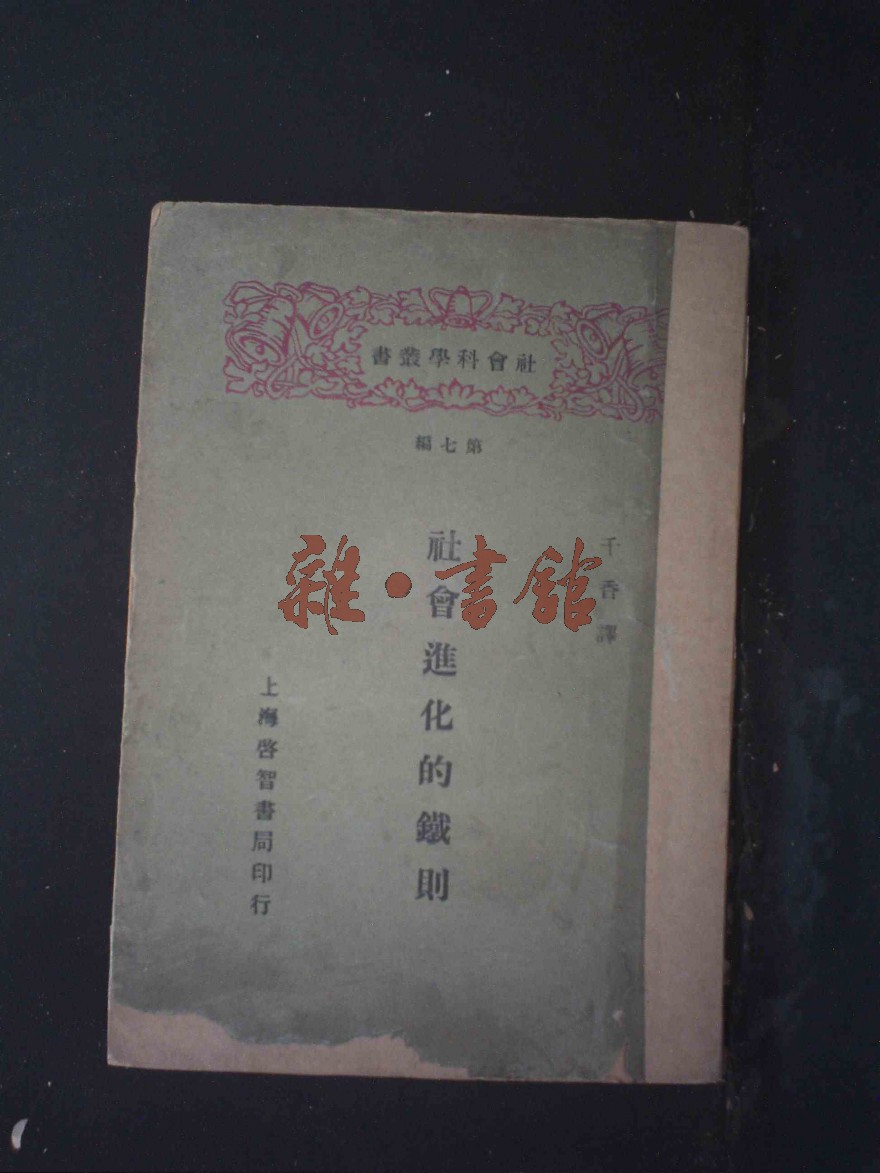 社會科學叢書
第七編
千香譯
社會進化的鐵則
上海啓智書局印行
雜·書館